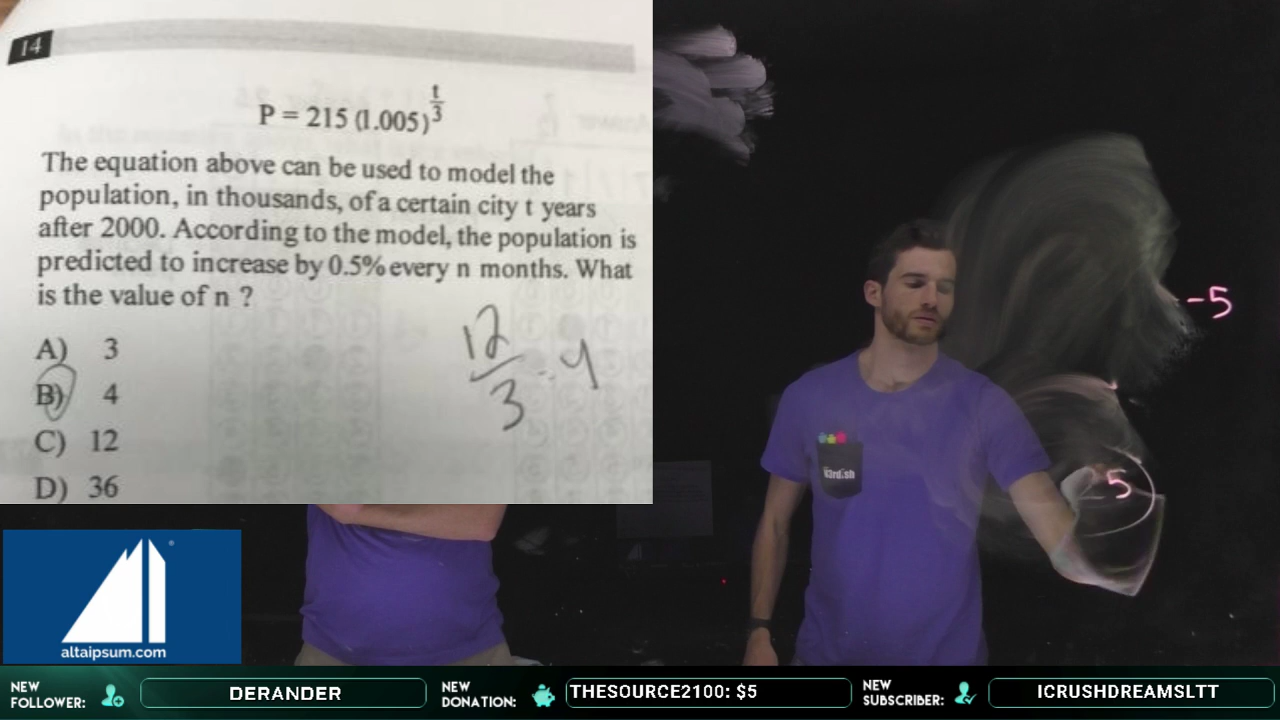 14
P = 215 (1.005)^(t/3)
The equation above can be used to model the
population, in thousands, of a certain city t years
after 2000. According to the model, the population is
predicted to increase by 0.5% every n months. What
is the value of n ?
A) 3
B) 4
C) 12
D) 36
12
3
4
-5
5
altaipsum.com
NEW FOLLOWER: DERANDER
NEW DONATION: THESOURCE2100: $5
NEW SUBSCRIBER: ICRUSHDREAMSLTT